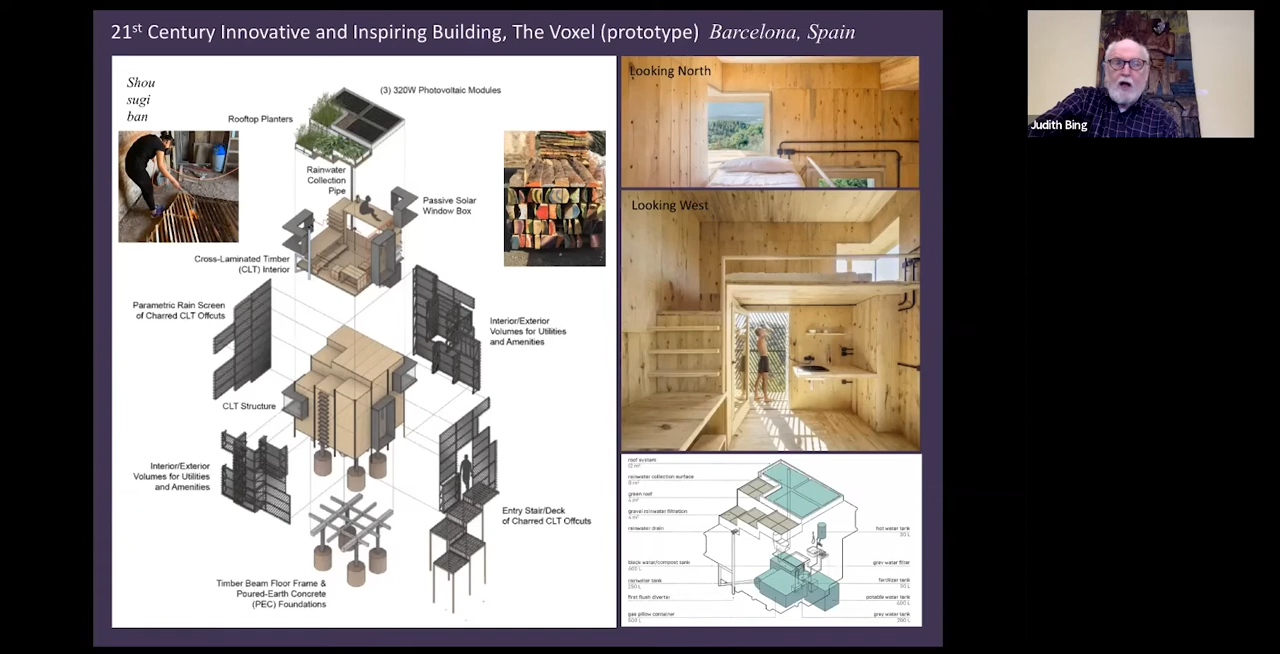 21st Century Innovative and Inspiring Building, The Voxel (prototype) Barcelona, Spain
Shou
sugi
ban
(3) 320W Photovoltaic Modules
Rooftop Planters
Rainwater
Collection
Pipe
Passive Solar
Window Box
Cross-Laminated Timber
(CLT) Interior
Parametric Rain Screen
of Charred CLT Offcuts
Interior/Exterior
Volumes for Utilities
and Amenities
CLT Structure
Interior/Exterior
Volumes for Utilities
and Amenities
Entry Stair/Deck
of Charred CLT Offcuts
Timber Beam Floor Frame &
Poured-Earth Concrete
(PEC) Foundations
Looking North
Looking West
roof system
rainwater collection surface
green roof
gravel rainwater filtration
rainwater drain
hot water tank
black water/compost tank
grey water filter
rainwater tank
fertilizer tank
first flush diverter
potable water tank
gas pillow container
grey water tank
Judith Bing